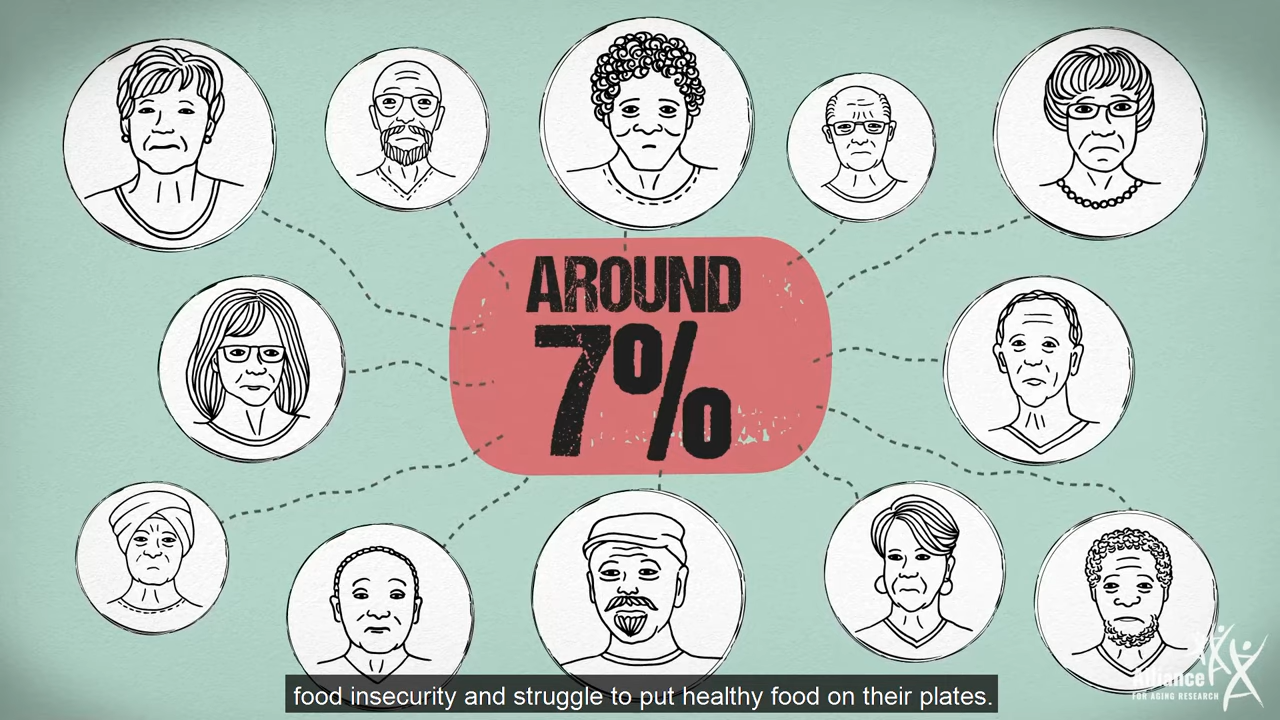 AROUND
7%
food insecurity and struggle to put healthy food on their plates.
Alliance
FOR AGING RESEARCH